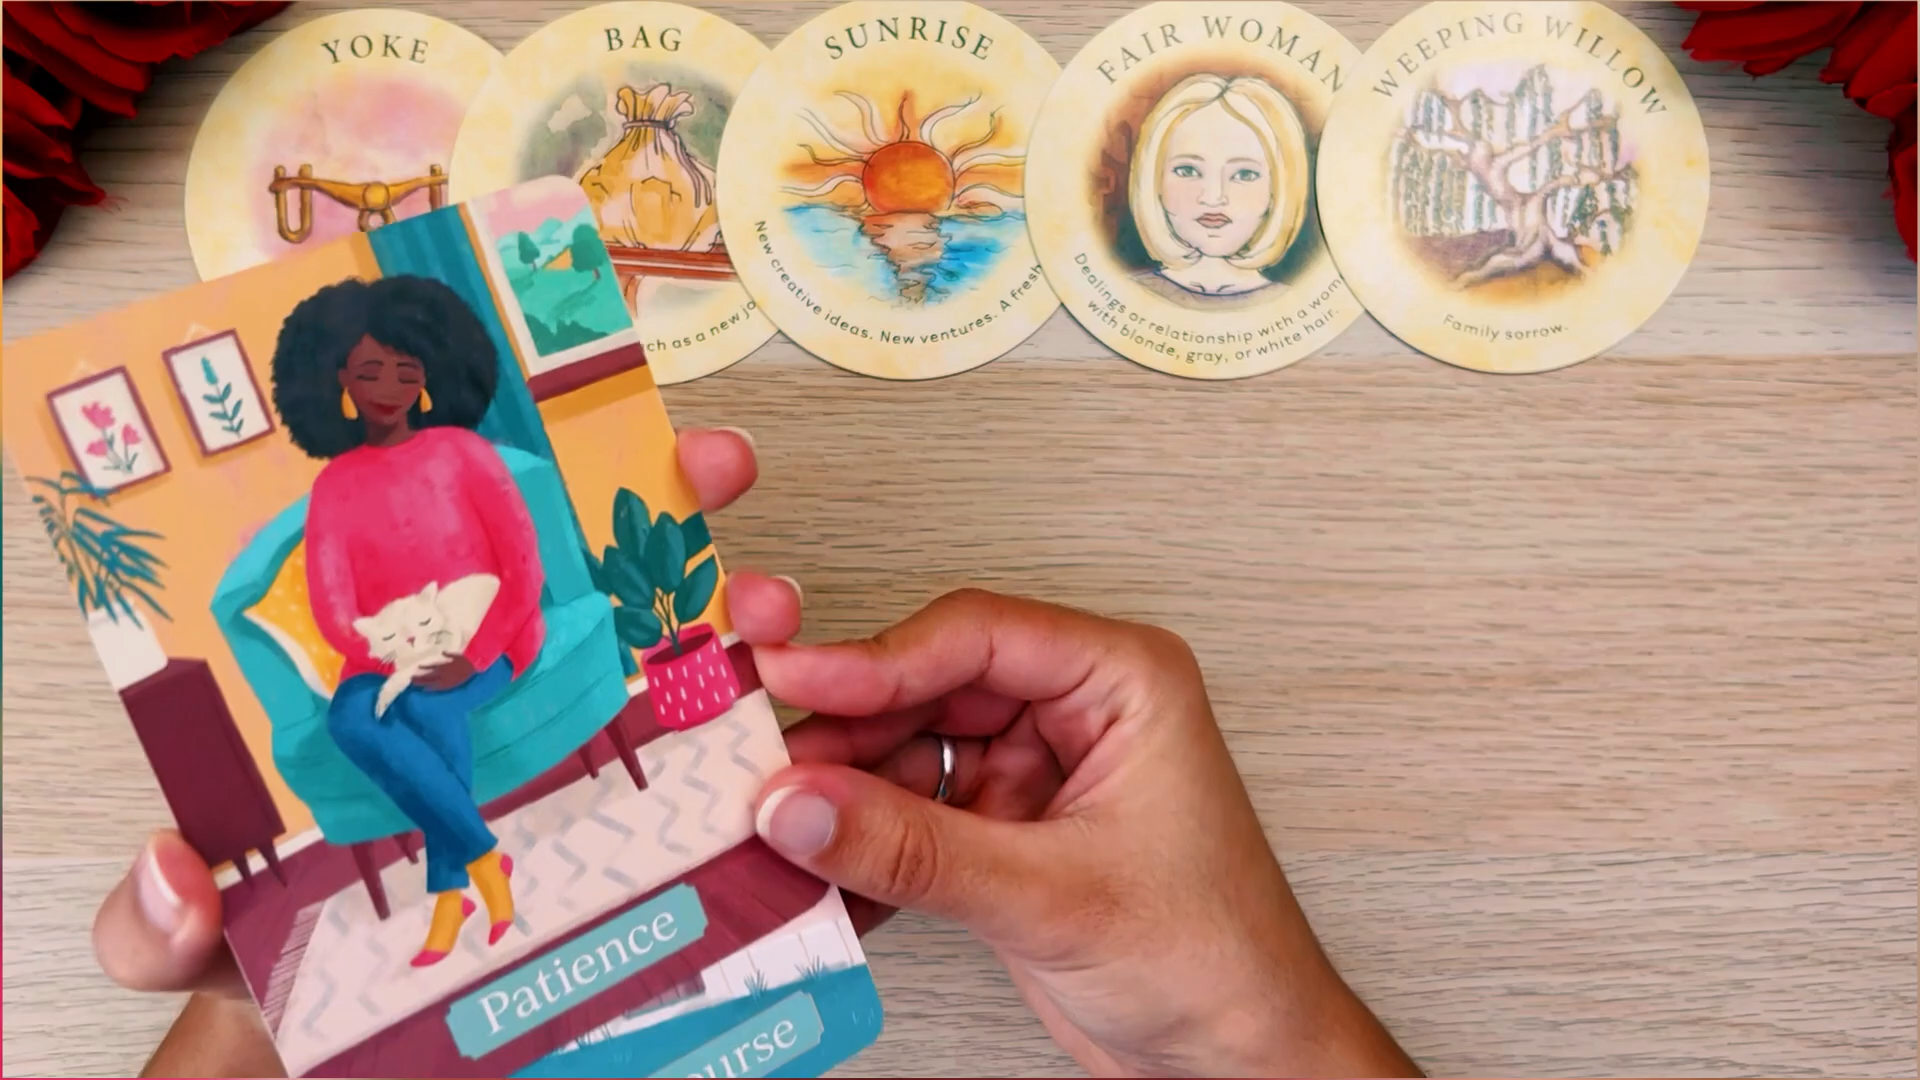 YOKE
BAG
SUNRISE
FAIR WOMAN
WEEPING WILLOW
as a new
New creative ideas. New ventures. A fresh
Dealings or relationship with a
with blonde, gray, or white hair.
Family sorrow.
Patience